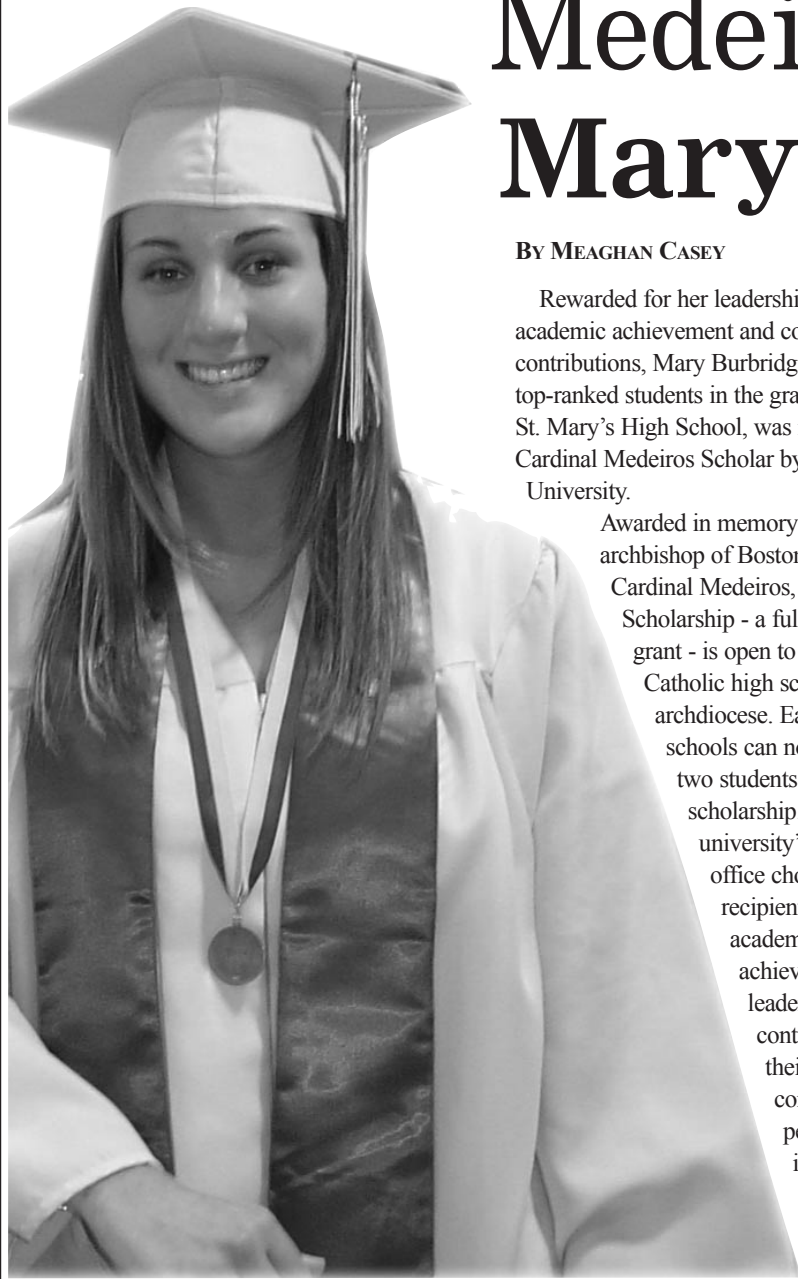 Medei
Mary
BY MEAGHAN CASEY
Rewarded for her leadershi
academic achievement and co
contributions, Mary Burbridg
top-ranked students in the gra
St. Mary's High School, was
Cardinal Medeiros Scholar by
University.
Awarded in memory
archbishop of Boston
Cardinal Medeiros,
Scholarship - a ful
grant - is open to
Catholic high sc
archdiocese. Ea
schools can no
two students
scholarship
university'
office cho
recipien
academ
achiev
leade
cont
thei
co
pe
i